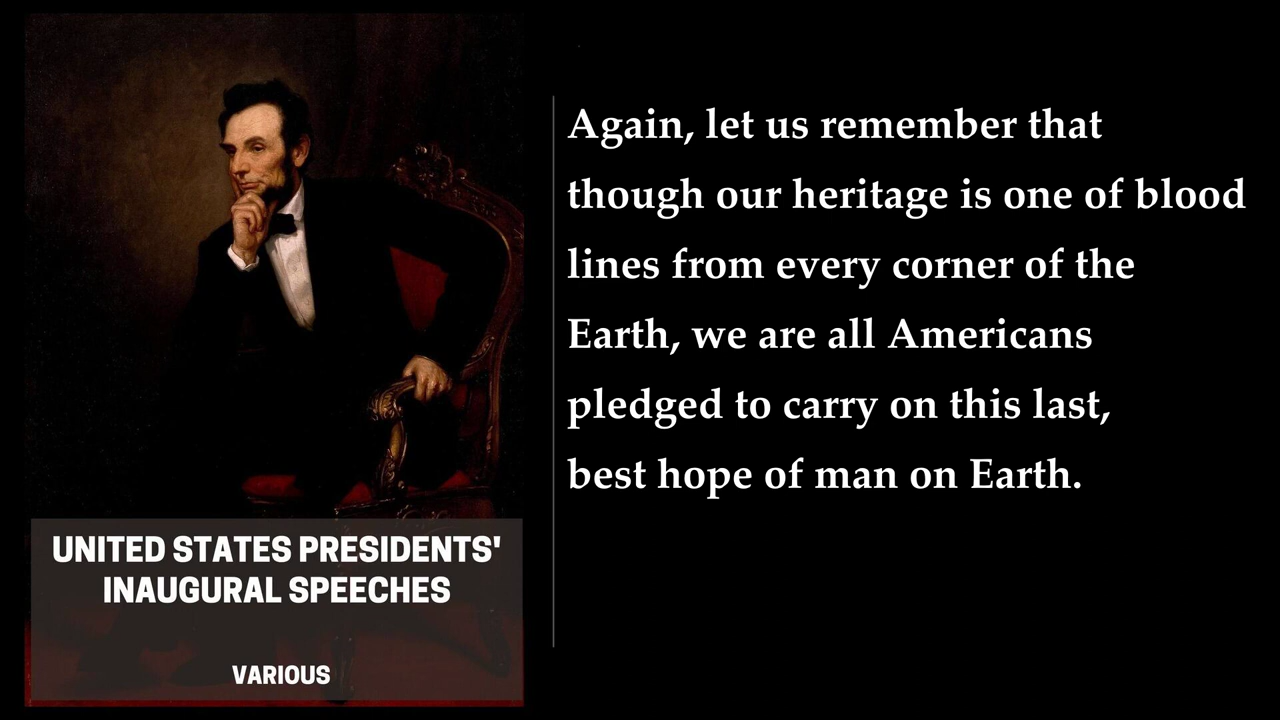 UNITED STATES PRESIDENTS'
INAUGURAL SPEECHES
VARIOUS
Again, let us remember that
though our heritage is one of blood
lines from every corner of the
Earth, we are all Americans
pledged to carry on this last,
best hope of man on Earth.